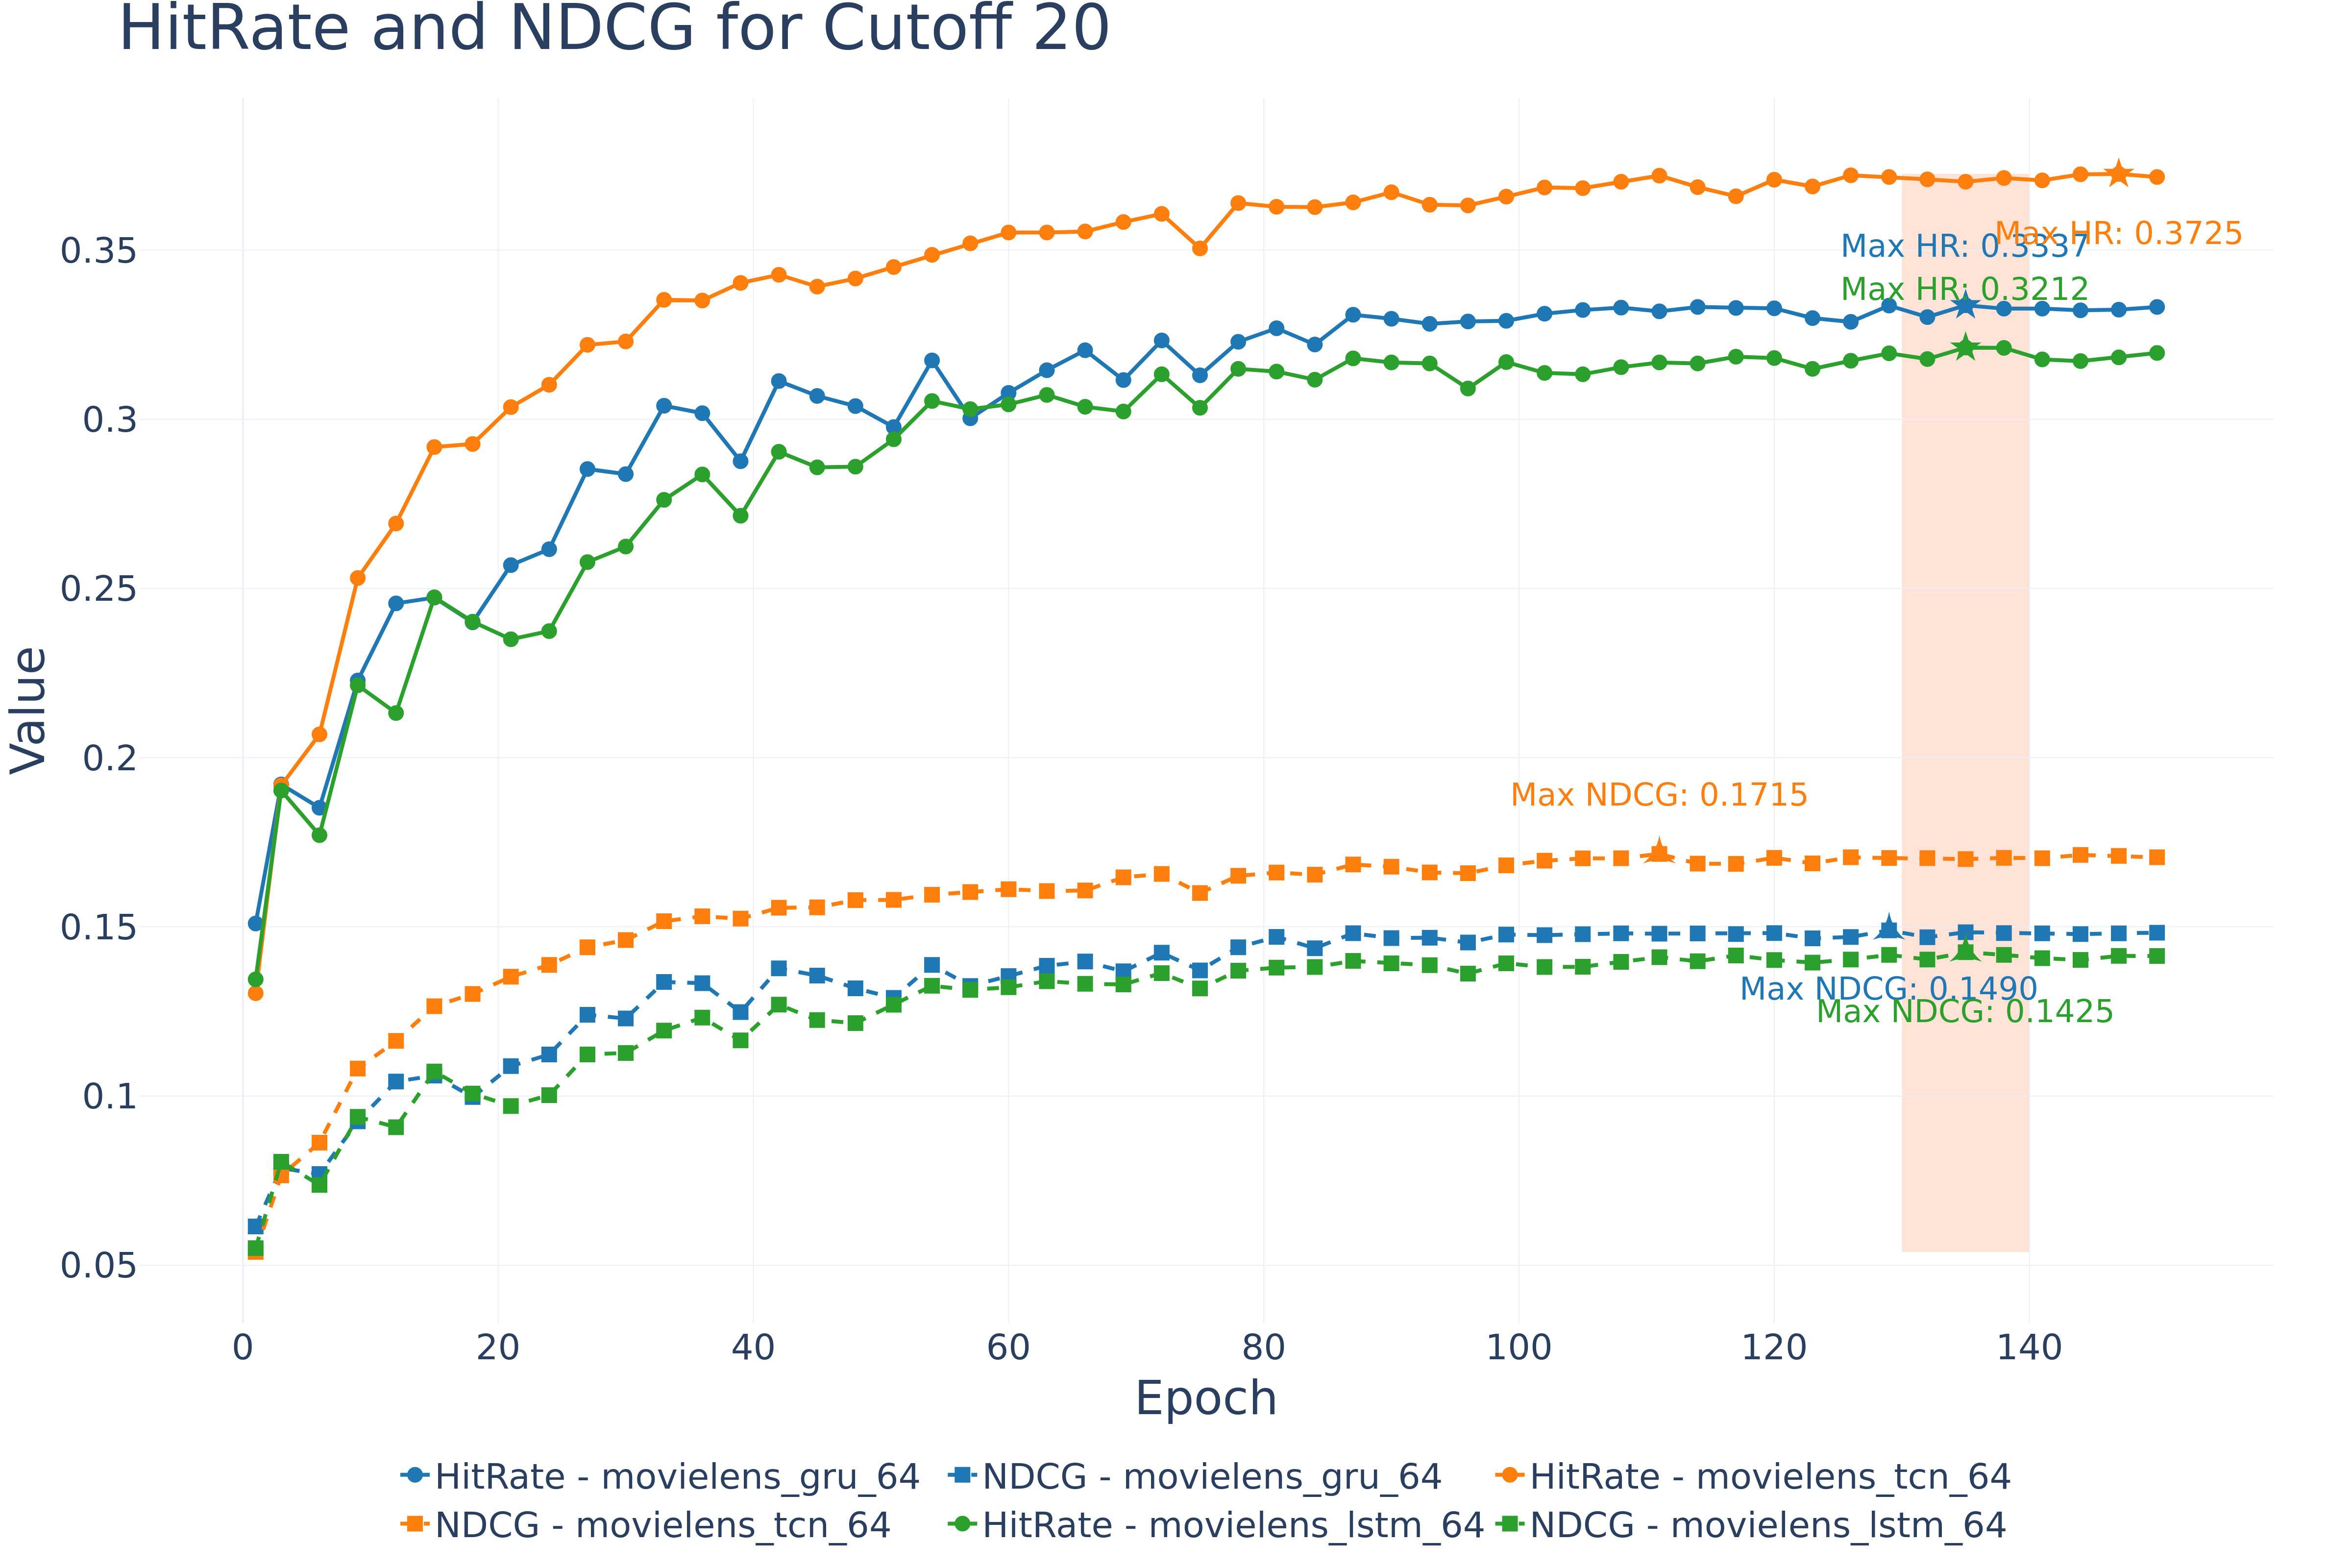 HitRate and NDCG for Cutoff 20
Value
0.35
0.3
0.25
0.2
0.15
0.1
0.05
Max HR: 0.3725
Max HR: 0.3337
Max HR: 0.3212
Max NDCG: 0.1715
Max NDCG: 0.1490
Max NDCG: 0.1425
0 20 40 60 80 100 120 140
Epoch
HitRate - movielens_gru_64 NDCG - movielens_gru_64 HitRate - movielens_tcn_64
NDCG - movielens_tcn_64 HitRate - movielens_lstm_64 NDCG - movielens_lstm_64